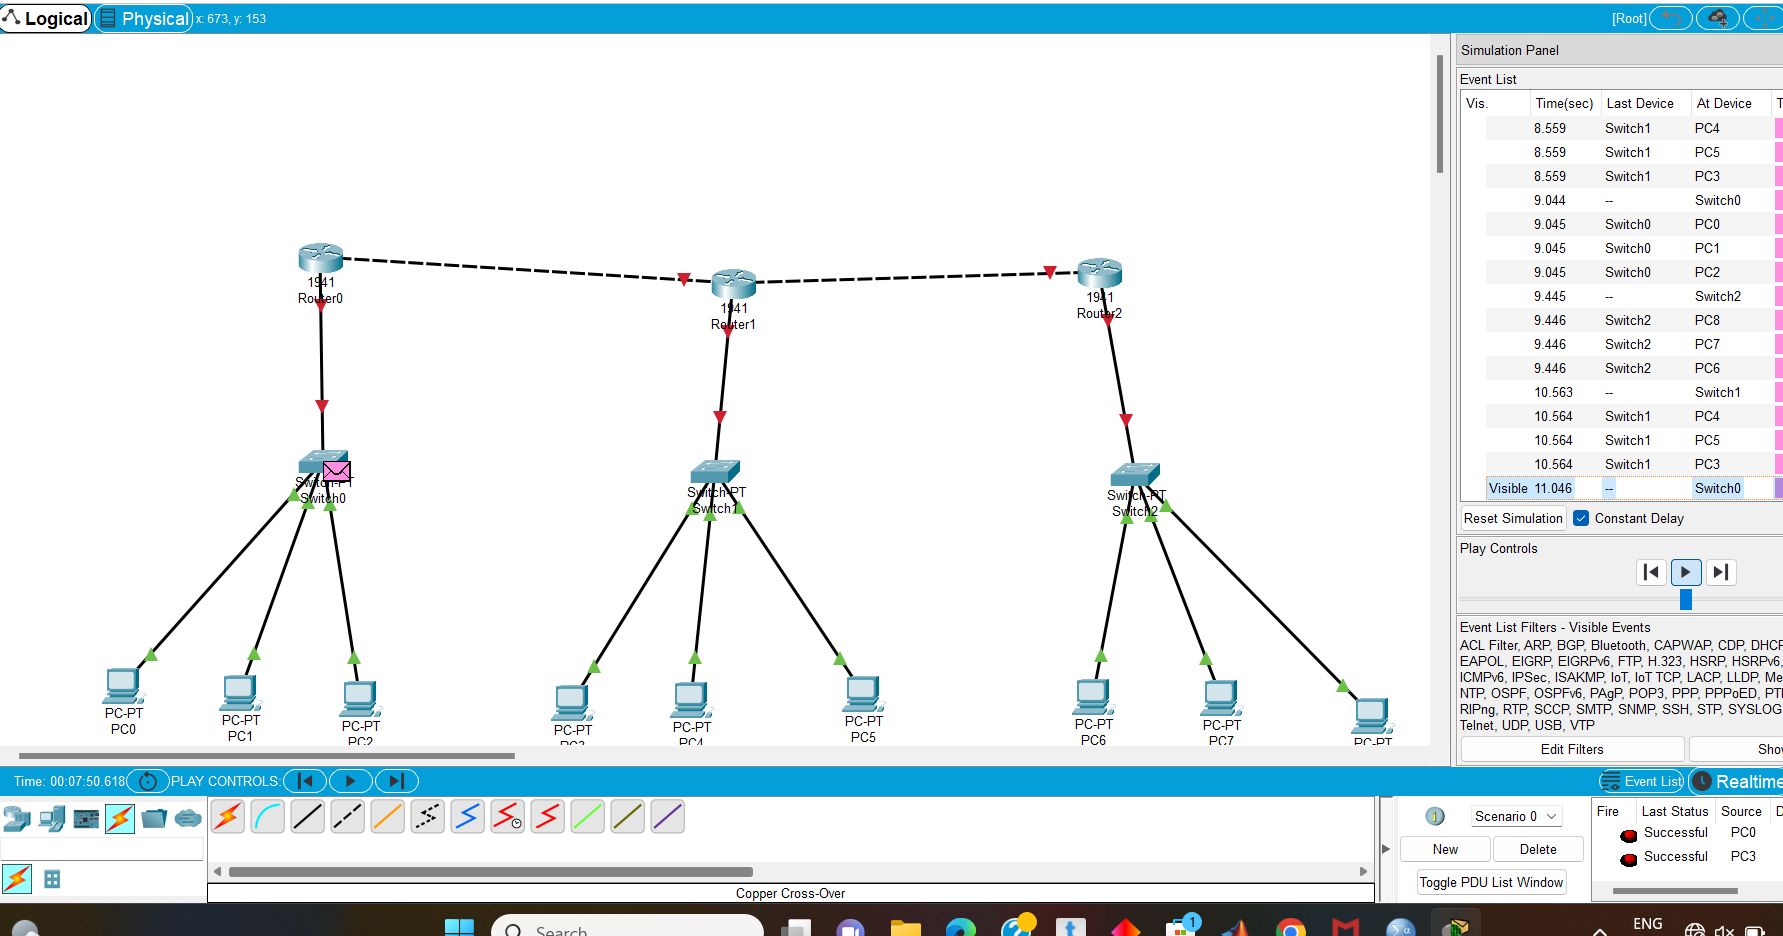 Logical
Physical
x: 673, y: 153
[Root]
Simulation Panel
Event List
Vis. Time(sec) Last Device At Device T
8.559 Switch1 PC4
8.559 Switch1 PC5
8.559 Switch1 PC3
9.044 -- Switch0
9.045 Switch0 PC0
9.045 Switch0 PC1
9.045 Switch0 PC2
9.445 -- Switch2
9.446 Switch2 PC8
9.446 Switch2 PC7
9.446 Switch2 PC6
10.563 -- Switch1
10.564 Switch1 PC4
10.564 Switch1 PC5
10.564 Switch1 PC3
Visible 11.046 -- Switch0
Reset Simulation
Constant Delay
Play Controls
Event List Filters - Visible Events
ACL Filter, ARP, BGP, Bluetooth, CAPWAP, CDP, DHCP
EAPOL, EIGRP, EIGRPv6, FTP, H.323, HSRP, HSRPv6,
ICMPv6, IPSec, ISAKMP, IoT, IoT TCP, LACP, LLDP, Me
NTP, OSPF, OSPFv6, PAgP, POP3, PPP, PPPoED, PT
RIPng, RTP, SCCP, SMTP, SNMP, SSH, STP, SYSLOG
Telnet, UDP, USB, VTP
Edit Filters
Sho
1941
Router0
1941
Router1
1941
Router2
Switch-PT
Switch0
Switch-PT
Switch1
Switch-PT
Switch2
PC-PT
PC0
PC-PT
PC1
PC-PT
PC2
PC-PT
PC3
PC-PT
PC4
PC-PT
PC5
PC-PT
PC6
PC-PT
PC7
PC-PT
Time: 00:07:50.618
PLAY CONTROLS:
Event List
Realtime
Scenario 0
New
Delete
Toggle PDU List Window
Fire Last Status Source D
Successful PC0
Successful PC3
Copper Cross-Over
Search
1
ENG